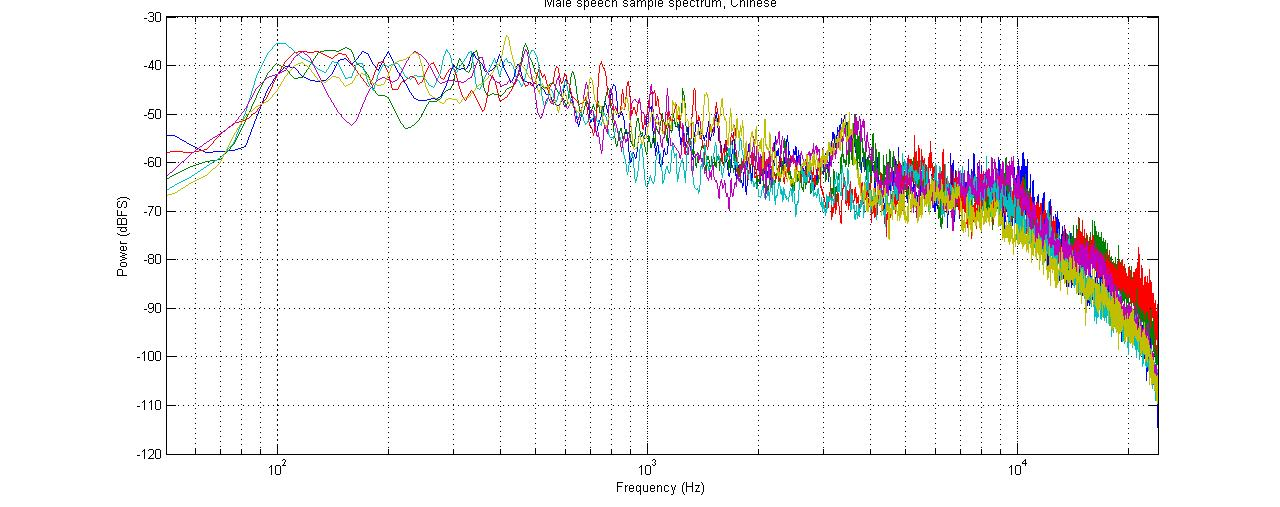 Male speech sample spectrum, Chinese
-30
-40
-50
-60
-70
-80
-90
-100
-110
-120
Power (dBFS)
10² 10³ 10⁴
Frequency (Hz)